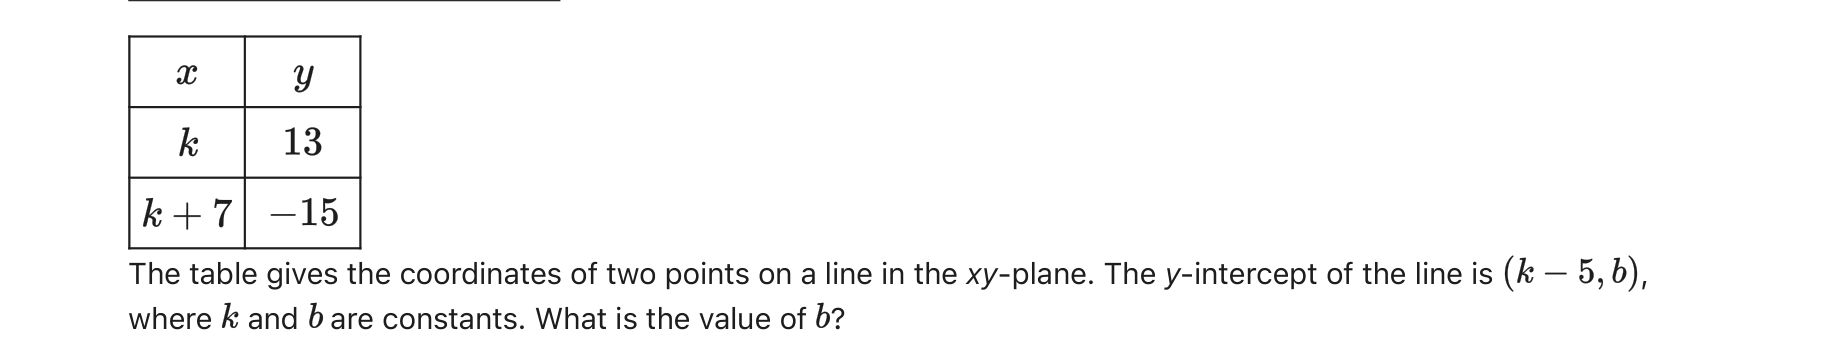 x y
k 13
k + 7 −15
The table gives the coordinates of two points on a line in the xy-plane. The y-intercept of the line is (k − 5, b),
where k and b are constants. What is the value of b?